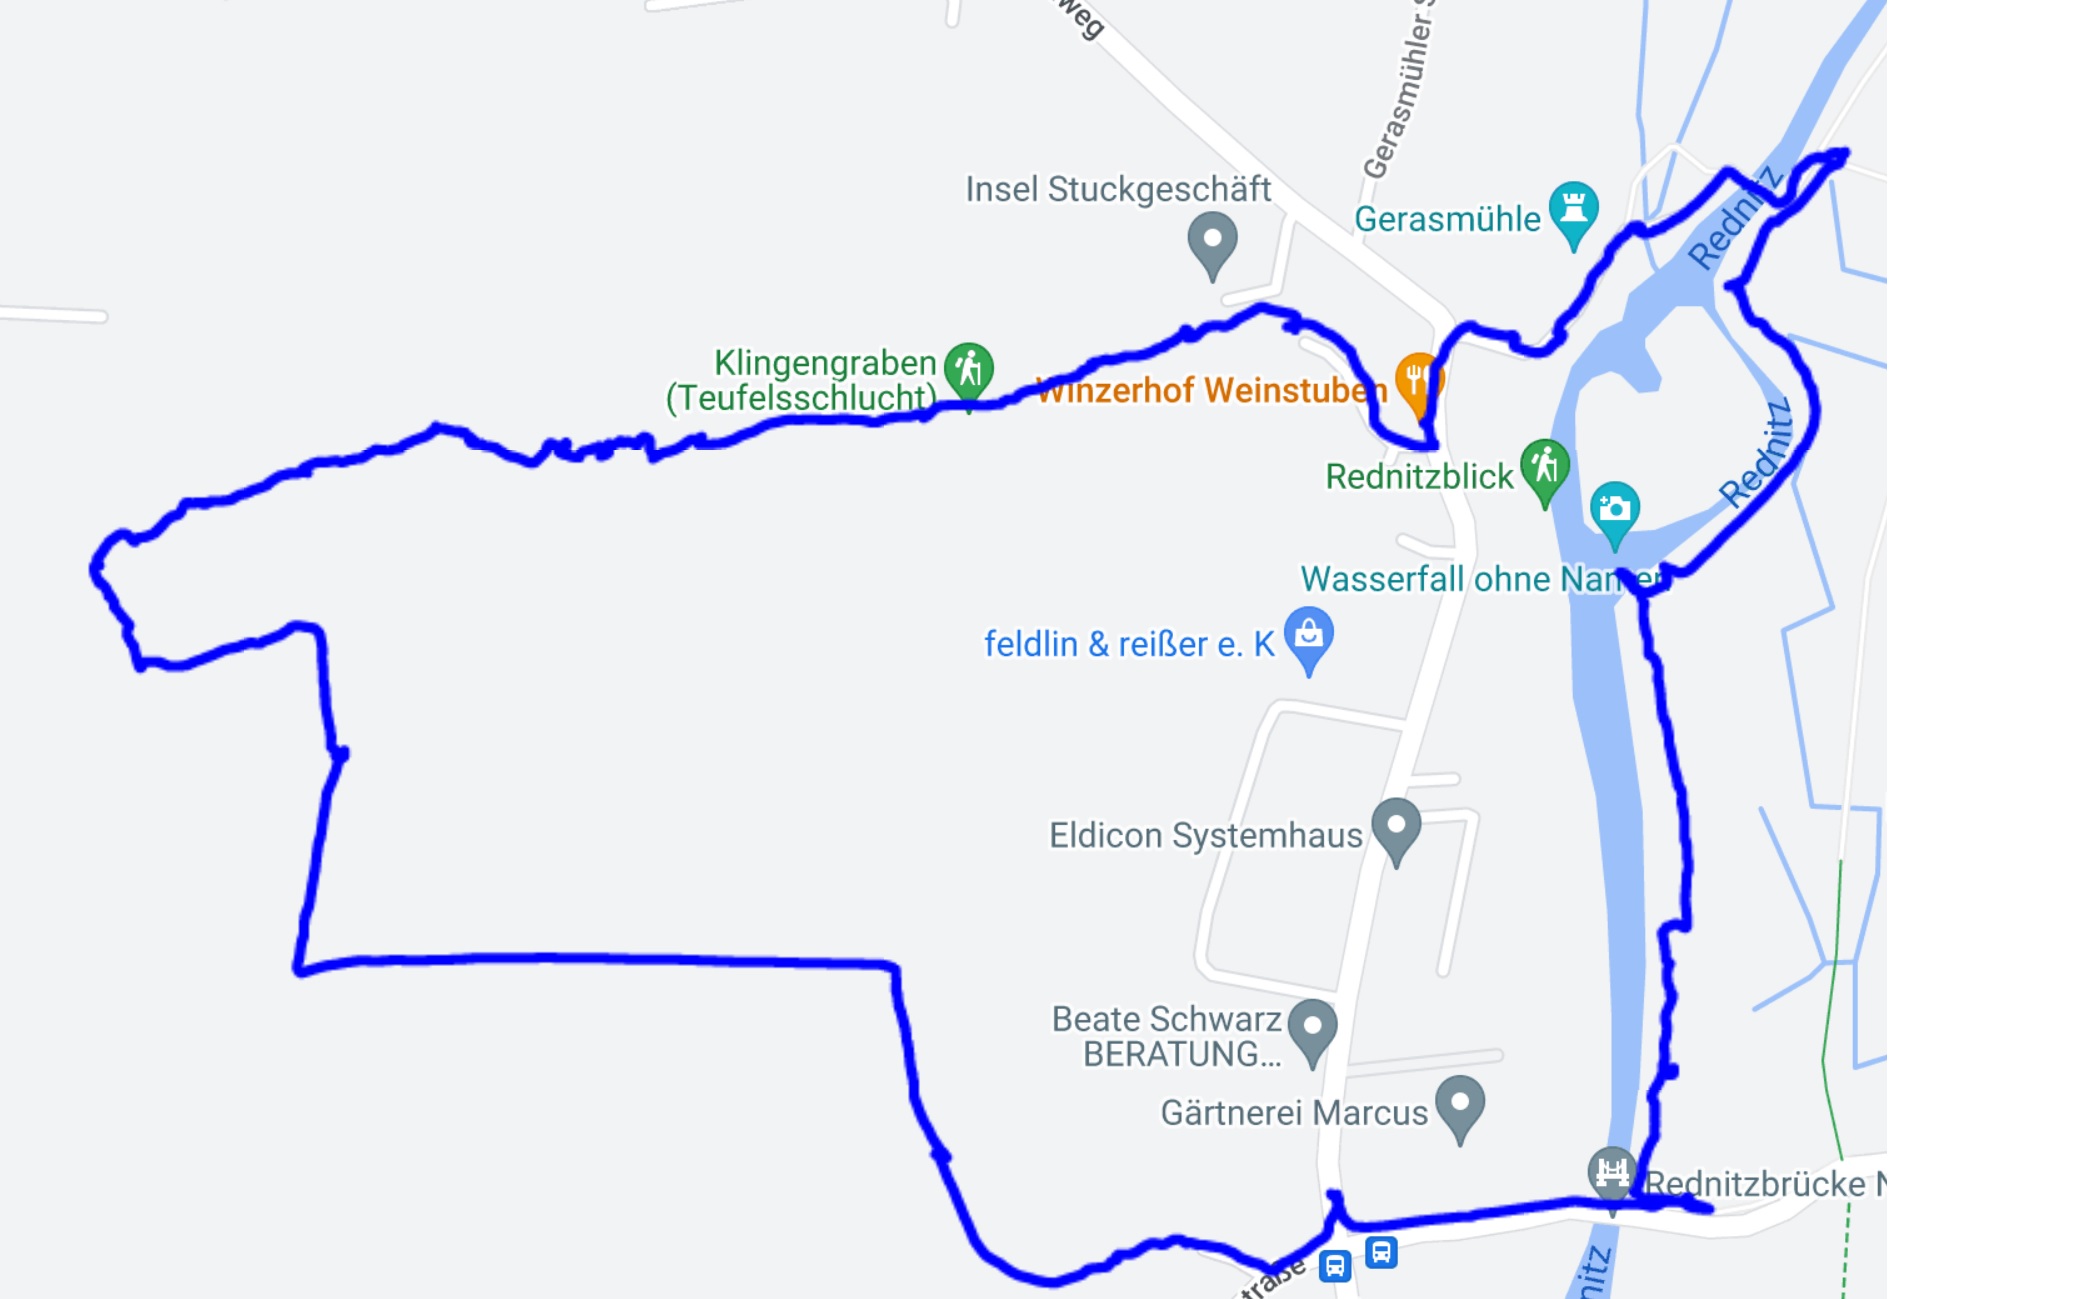 weg
Gerasmühler S
Insel Stuckgeschäft
Gerasmühle
Rednitz
Klingengraben
(Teufelsschlucht)
Winzerhof Weinstuben
Rednitz
Rednitzblick
Wasserfall ohne Namen
feldlin & reißer e. K
Eldicon Systemhaus
Beate Schwarz
BERATUNG...
Gärtnerei Marcus
Rednitzbrücke N
nitz
traße